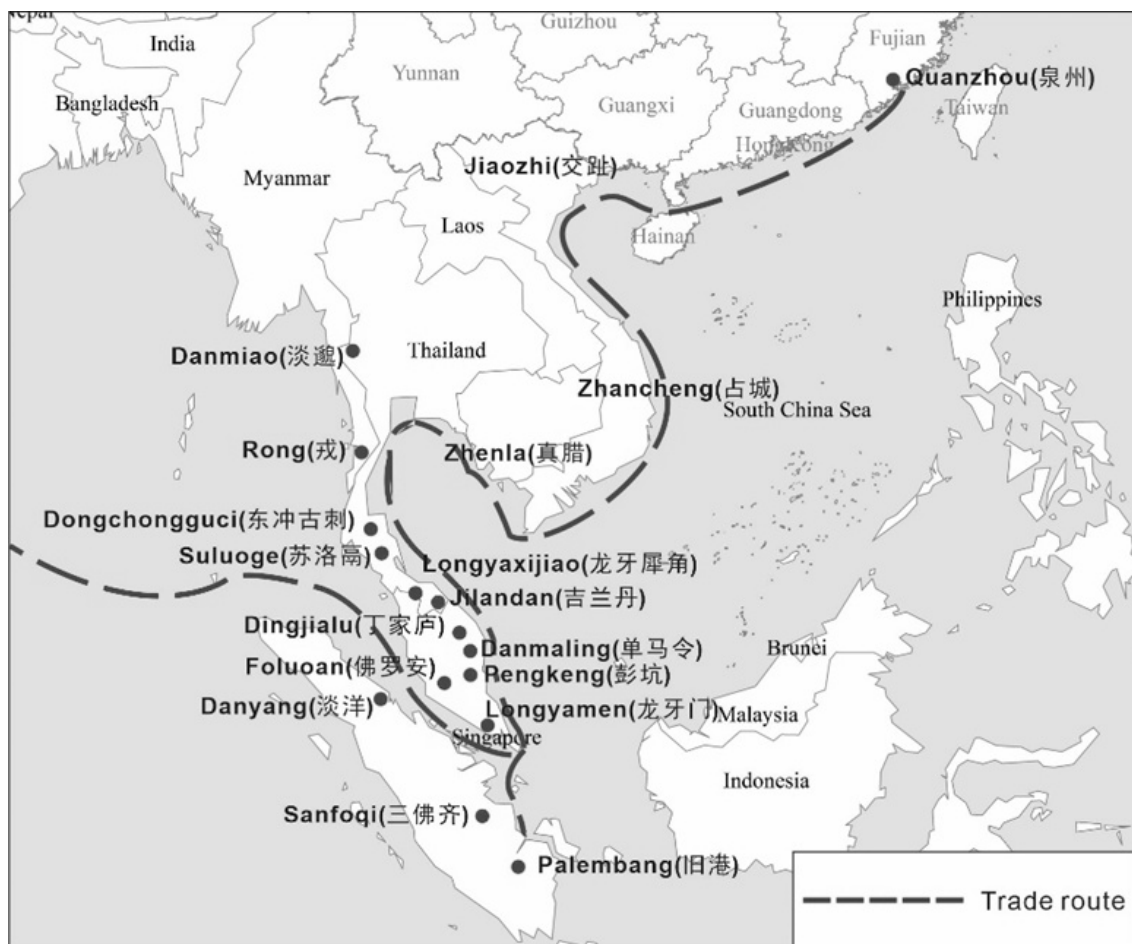 Nepal
India
Guizhou
Fujian
Yunnan
Quanzhou(泉州)
Bangladesh
Guangxi
Guangdong
Taiwan
HongKong
Jiaozhi(交趾)
Myanmar
Laos
Hainan
Philippines
Danmiao(淡邈)
Thailand
Zhancheng(占城)
South China Sea
Rong(戎)
Zhenla(真腊)
Dongchongguci(东冲古刺)
Suluoge(苏洛鬲)
Longyaxijiao(龙牙犀角)
Jilandan(吉兰丹)
Dingjialu(丁家庐)
Danmaling(单马令)
Brunei
Foluoan(佛罗安)
Pengkeng(彭坑)
Danyang(淡洋)
Longyamen(龙牙门)
Malaysia
Singapore
Indonesia
Sanfoqi(三佛齐)
Palembang(旧港)
Trade route